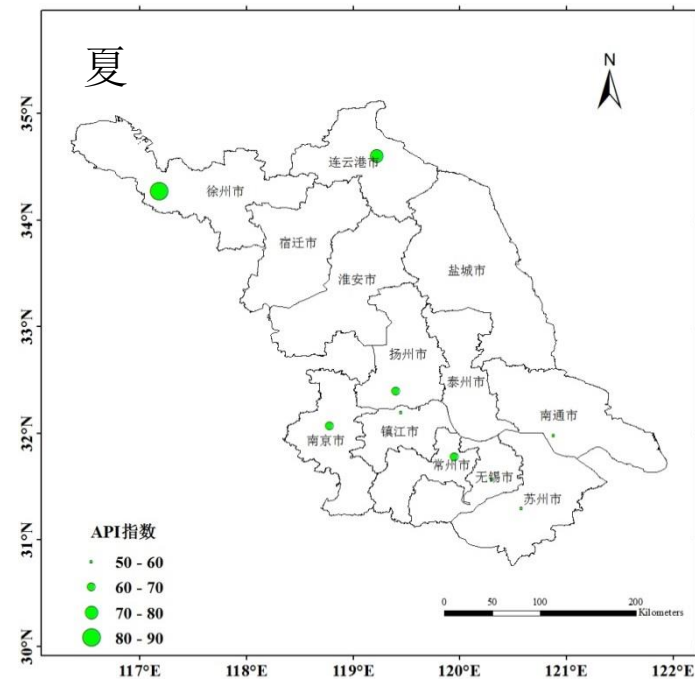 夏
N
35°N
34°N
33°N
32°N
31°N
30°N
连云港市
徐州市
宿迁市
淮安市
盐城市
扬州市
泰州市
南通市
南京市
镇江市
常州市
无锡市
苏州市
API指数
50 - 60
60 - 70
70 - 80
80 - 90
0 50 100 200
Kilometers
117°E 118°E 119°E 120°E 121°E 122°E